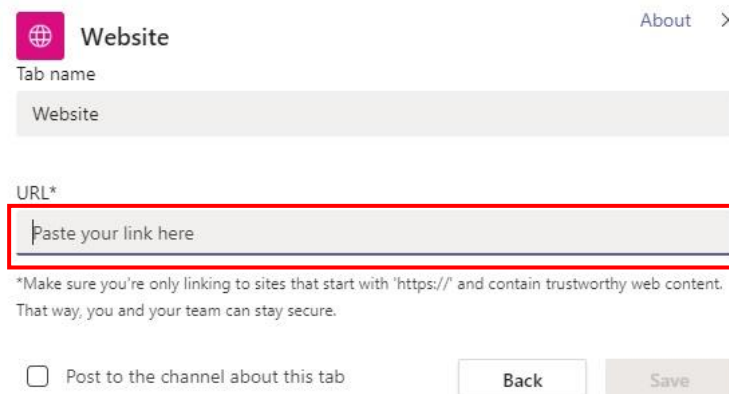 About
Website
Tab name
Website
URL*
Paste your link here
*Make sure you're only linking to sites that start with 'https://' and contain trustworthy web content.
That way, you and your team can stay secure.
Post to the channel about this tab Back Save